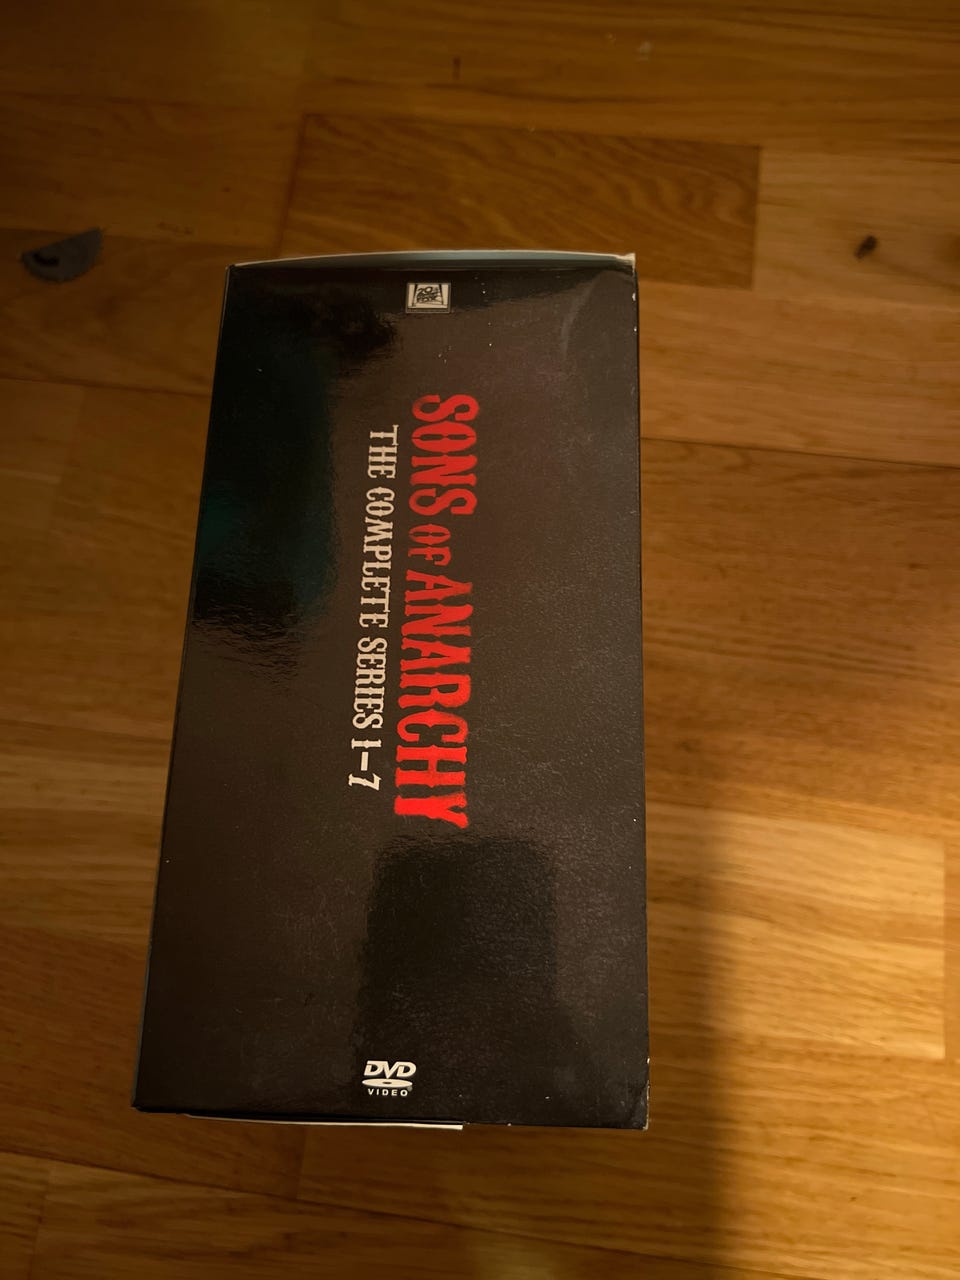 20th
CENTURY
FOX
SONS OF ANARCHY
THE COMPLETE SERIES 1-7
DVD
VIDEO